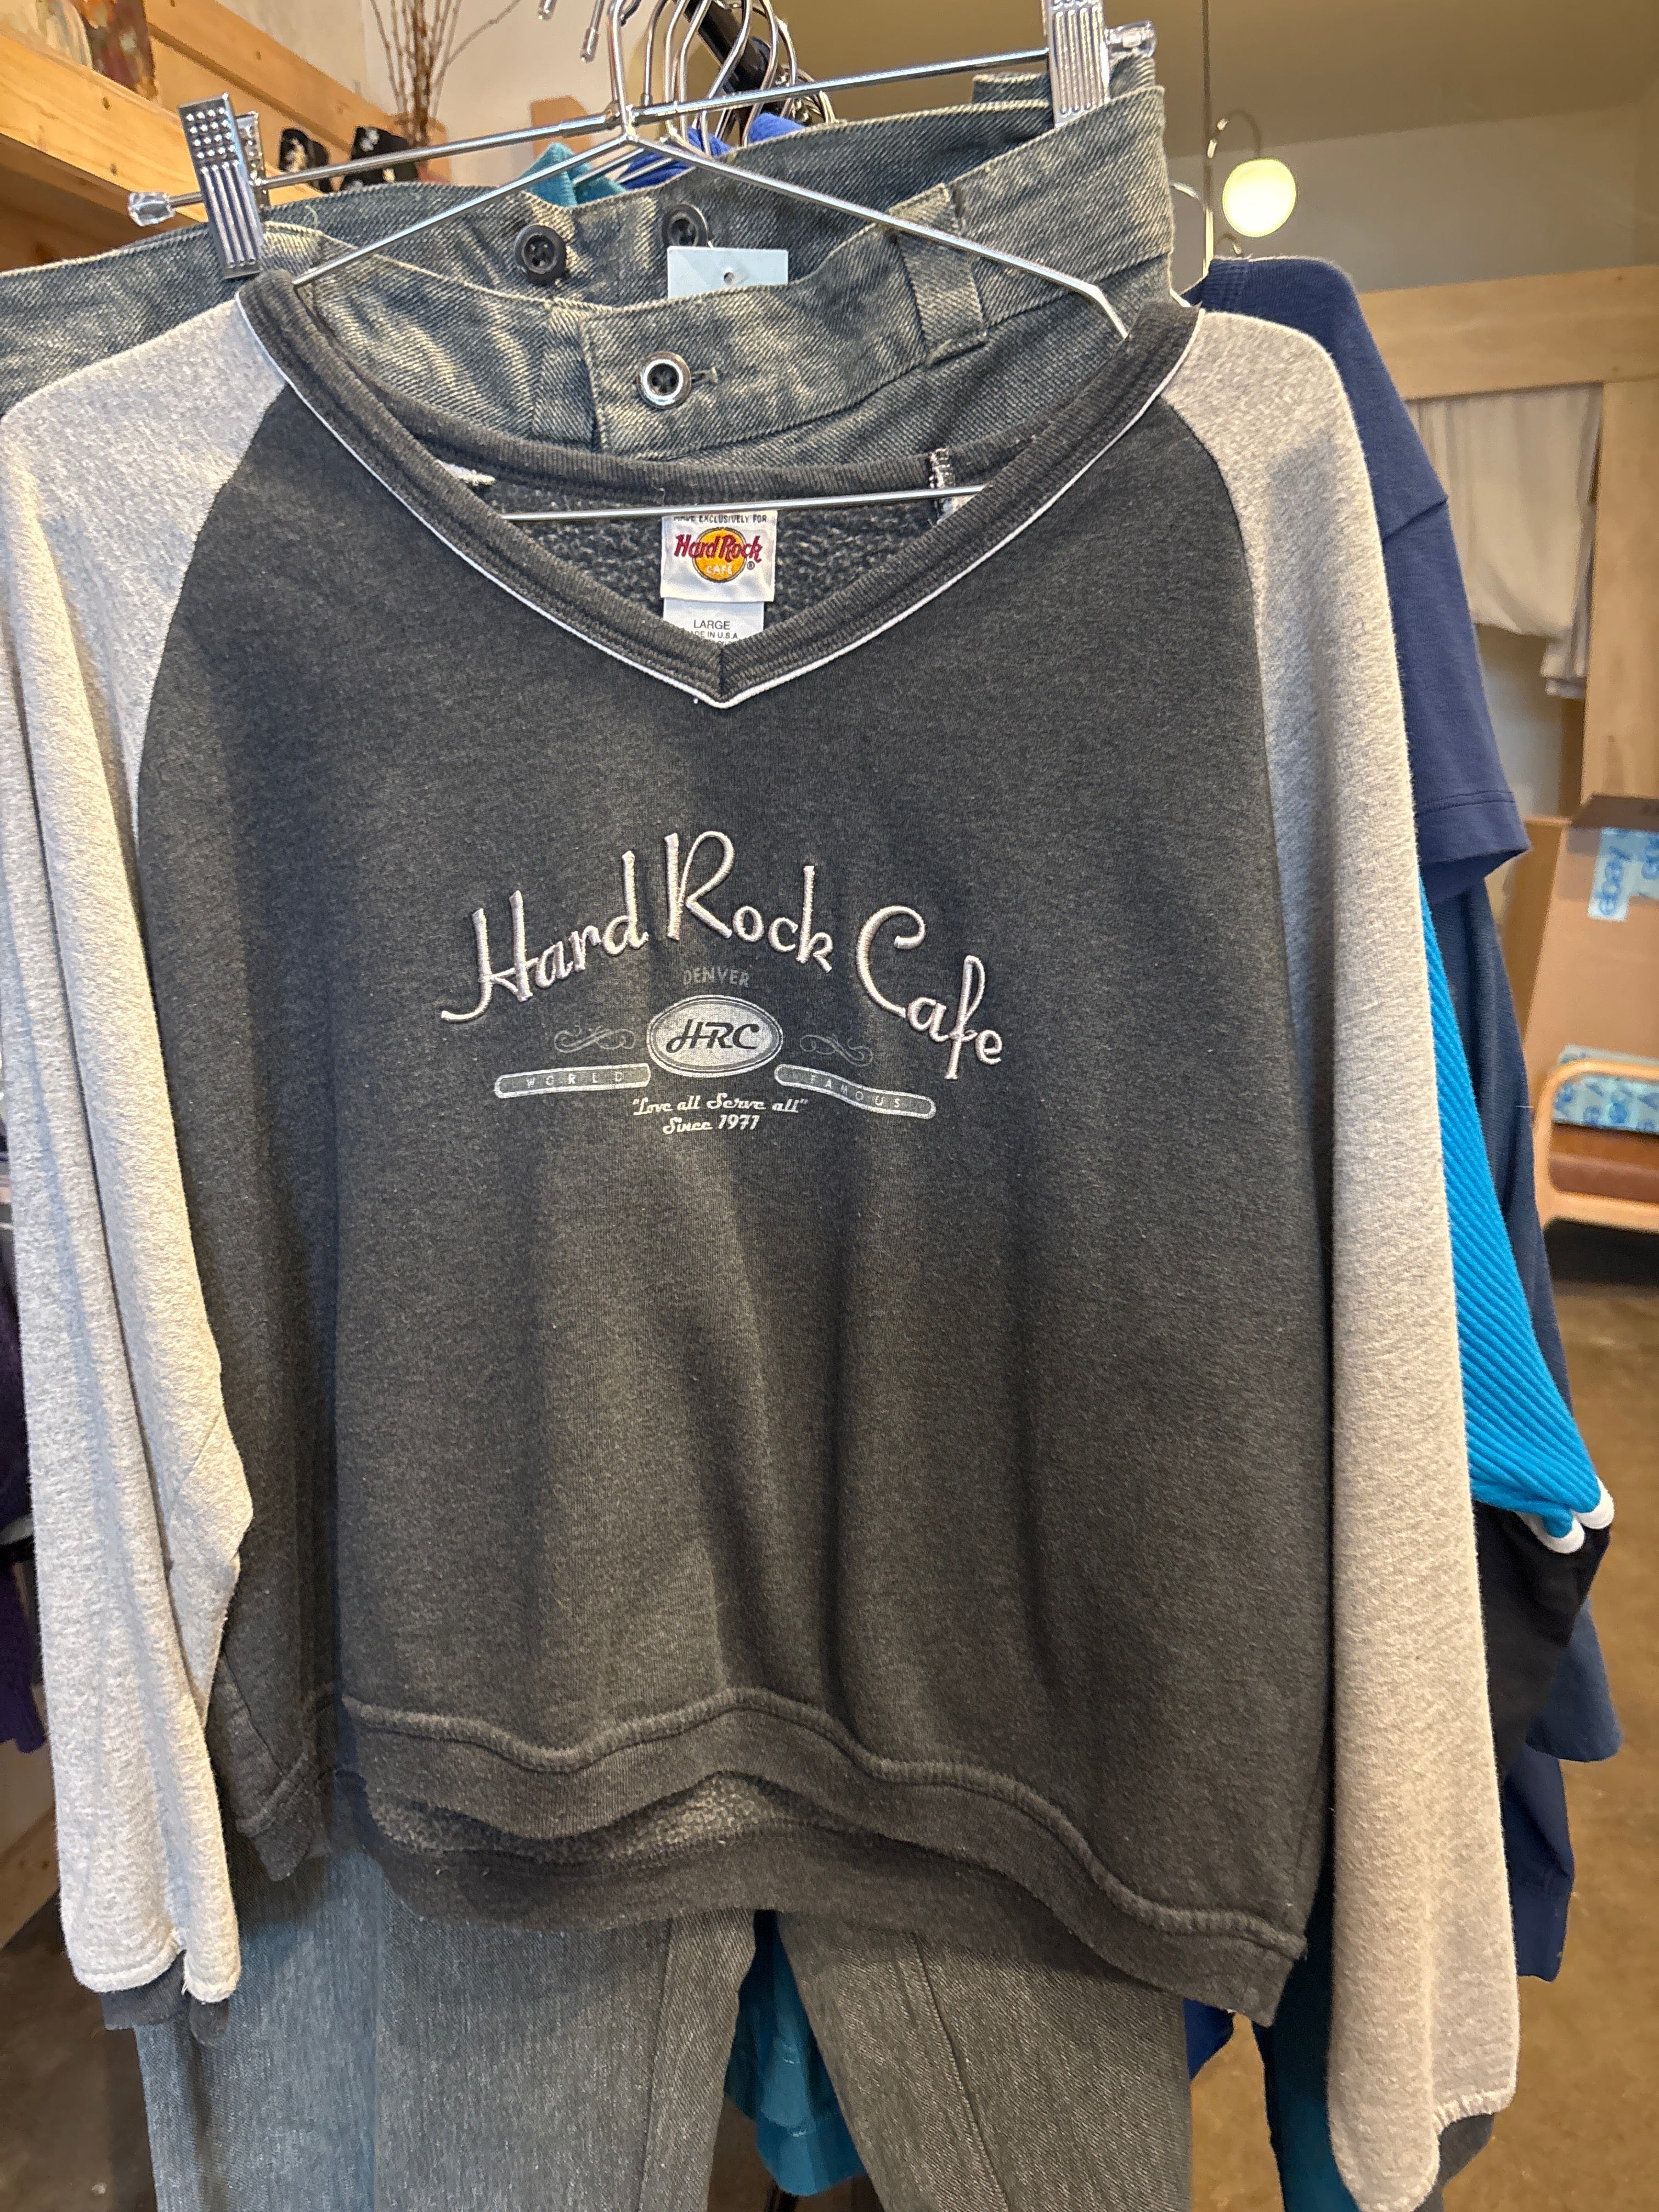 MADE EXCLUSIVELY FOR
Hard Rock
CAFE
LARGE
MADE IN U.S.A
Hard Rock Cafe
DENVER
HRC
WORLD FAMOUS
"Love all Serve all"
Since 1971
ebay